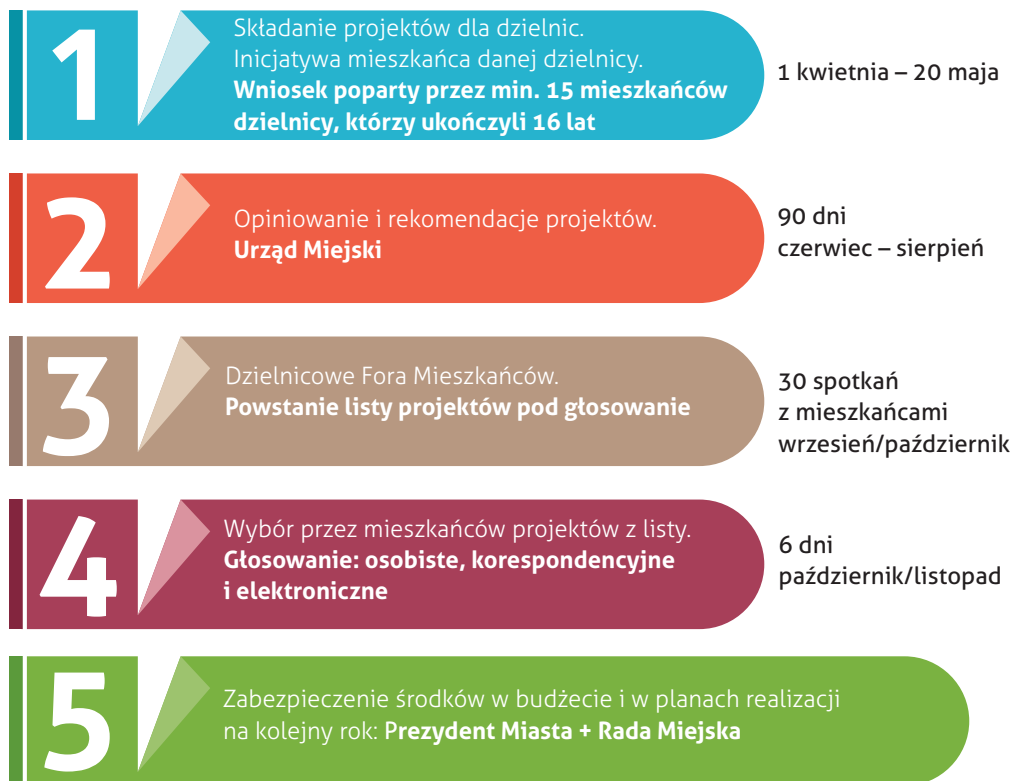 1
Składanie projektów dla dzielnic.
Inicjatywa mieszkańca danej dzielnicy.
Wniosek poparty przez min. 15 mieszkańców
dzielnicy, którzy ukończyli 16 lat
1 kwietnia – 20 maja
2
Opiniowanie i rekomendacje projektów.
Urząd Miejski
90 dni
czerwiec – sierpień
3
Dzielnicowe Fora Mieszkańców.
Powstanie listy projektów pod głosowanie
30 spotkań
z mieszkańcami
wrzesień/październik
4
Wybór przez mieszkańców projektów z listy.
Głosowanie: osobiste, korespondencyjne
i elektroniczne
6 dni
październik/listopad
5
Zabezpieczenie środków w budżecie i w planach realizacji
na kolejny rok: Prezydent Miasta + Rada Miejska